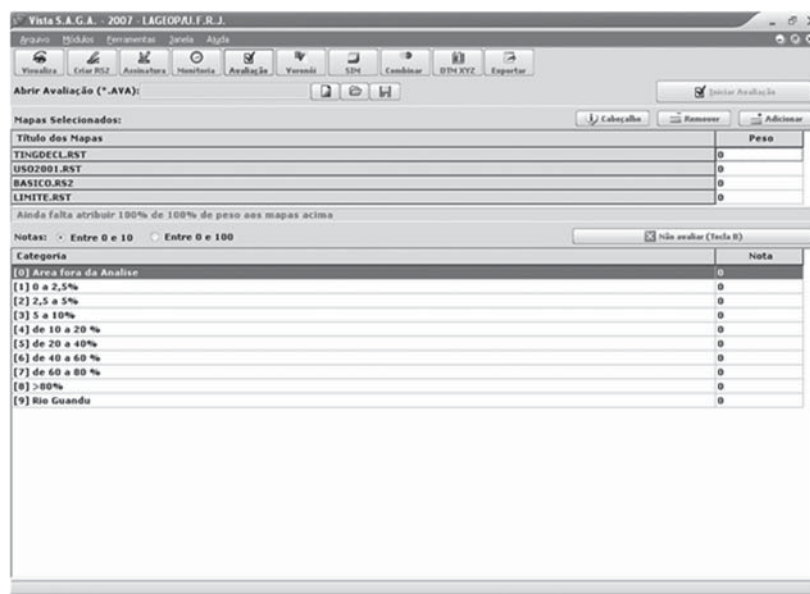 Vista S.A.G.A. - 2007 - LAGEOP/U.F.R.J.
Arquivo Módulos Ferramentas Janela Ajuda
Visualiza Criar RS2 Assinatura Monitoria Avaliação Voronói SIM Combinar DTM XYZ Exportar
Abrir Avaliação (*.AVA): Iniciar Avaliação
Mapas Selecionados: Cabeçalho Remover Adicionar
Título dos Mapas Peso
TINGDECL.RST 0
USO2001.RST 0
BASICO.RS2 0
LIMITE.RST 0
Ainda falta atribuir 100% de 100% de peso aos mapas acima
Notas: Entre 0 e 10 Entre 0 e 100 Não avaliar (Tecla B)
Categoria Nota
[0] Area fora da Analise 0
[1] 0 a 2,5% 0
[2] 2,5 a 5% 0
[3] 5 a 10% 0
[4] de 10 a 20 % 0
[5] de 20 a 40% 0
[6] de 40 a 60 % 0
[7] de 60 a 80 % 0
[8] >80% 0
[9] Rio Guandu 0